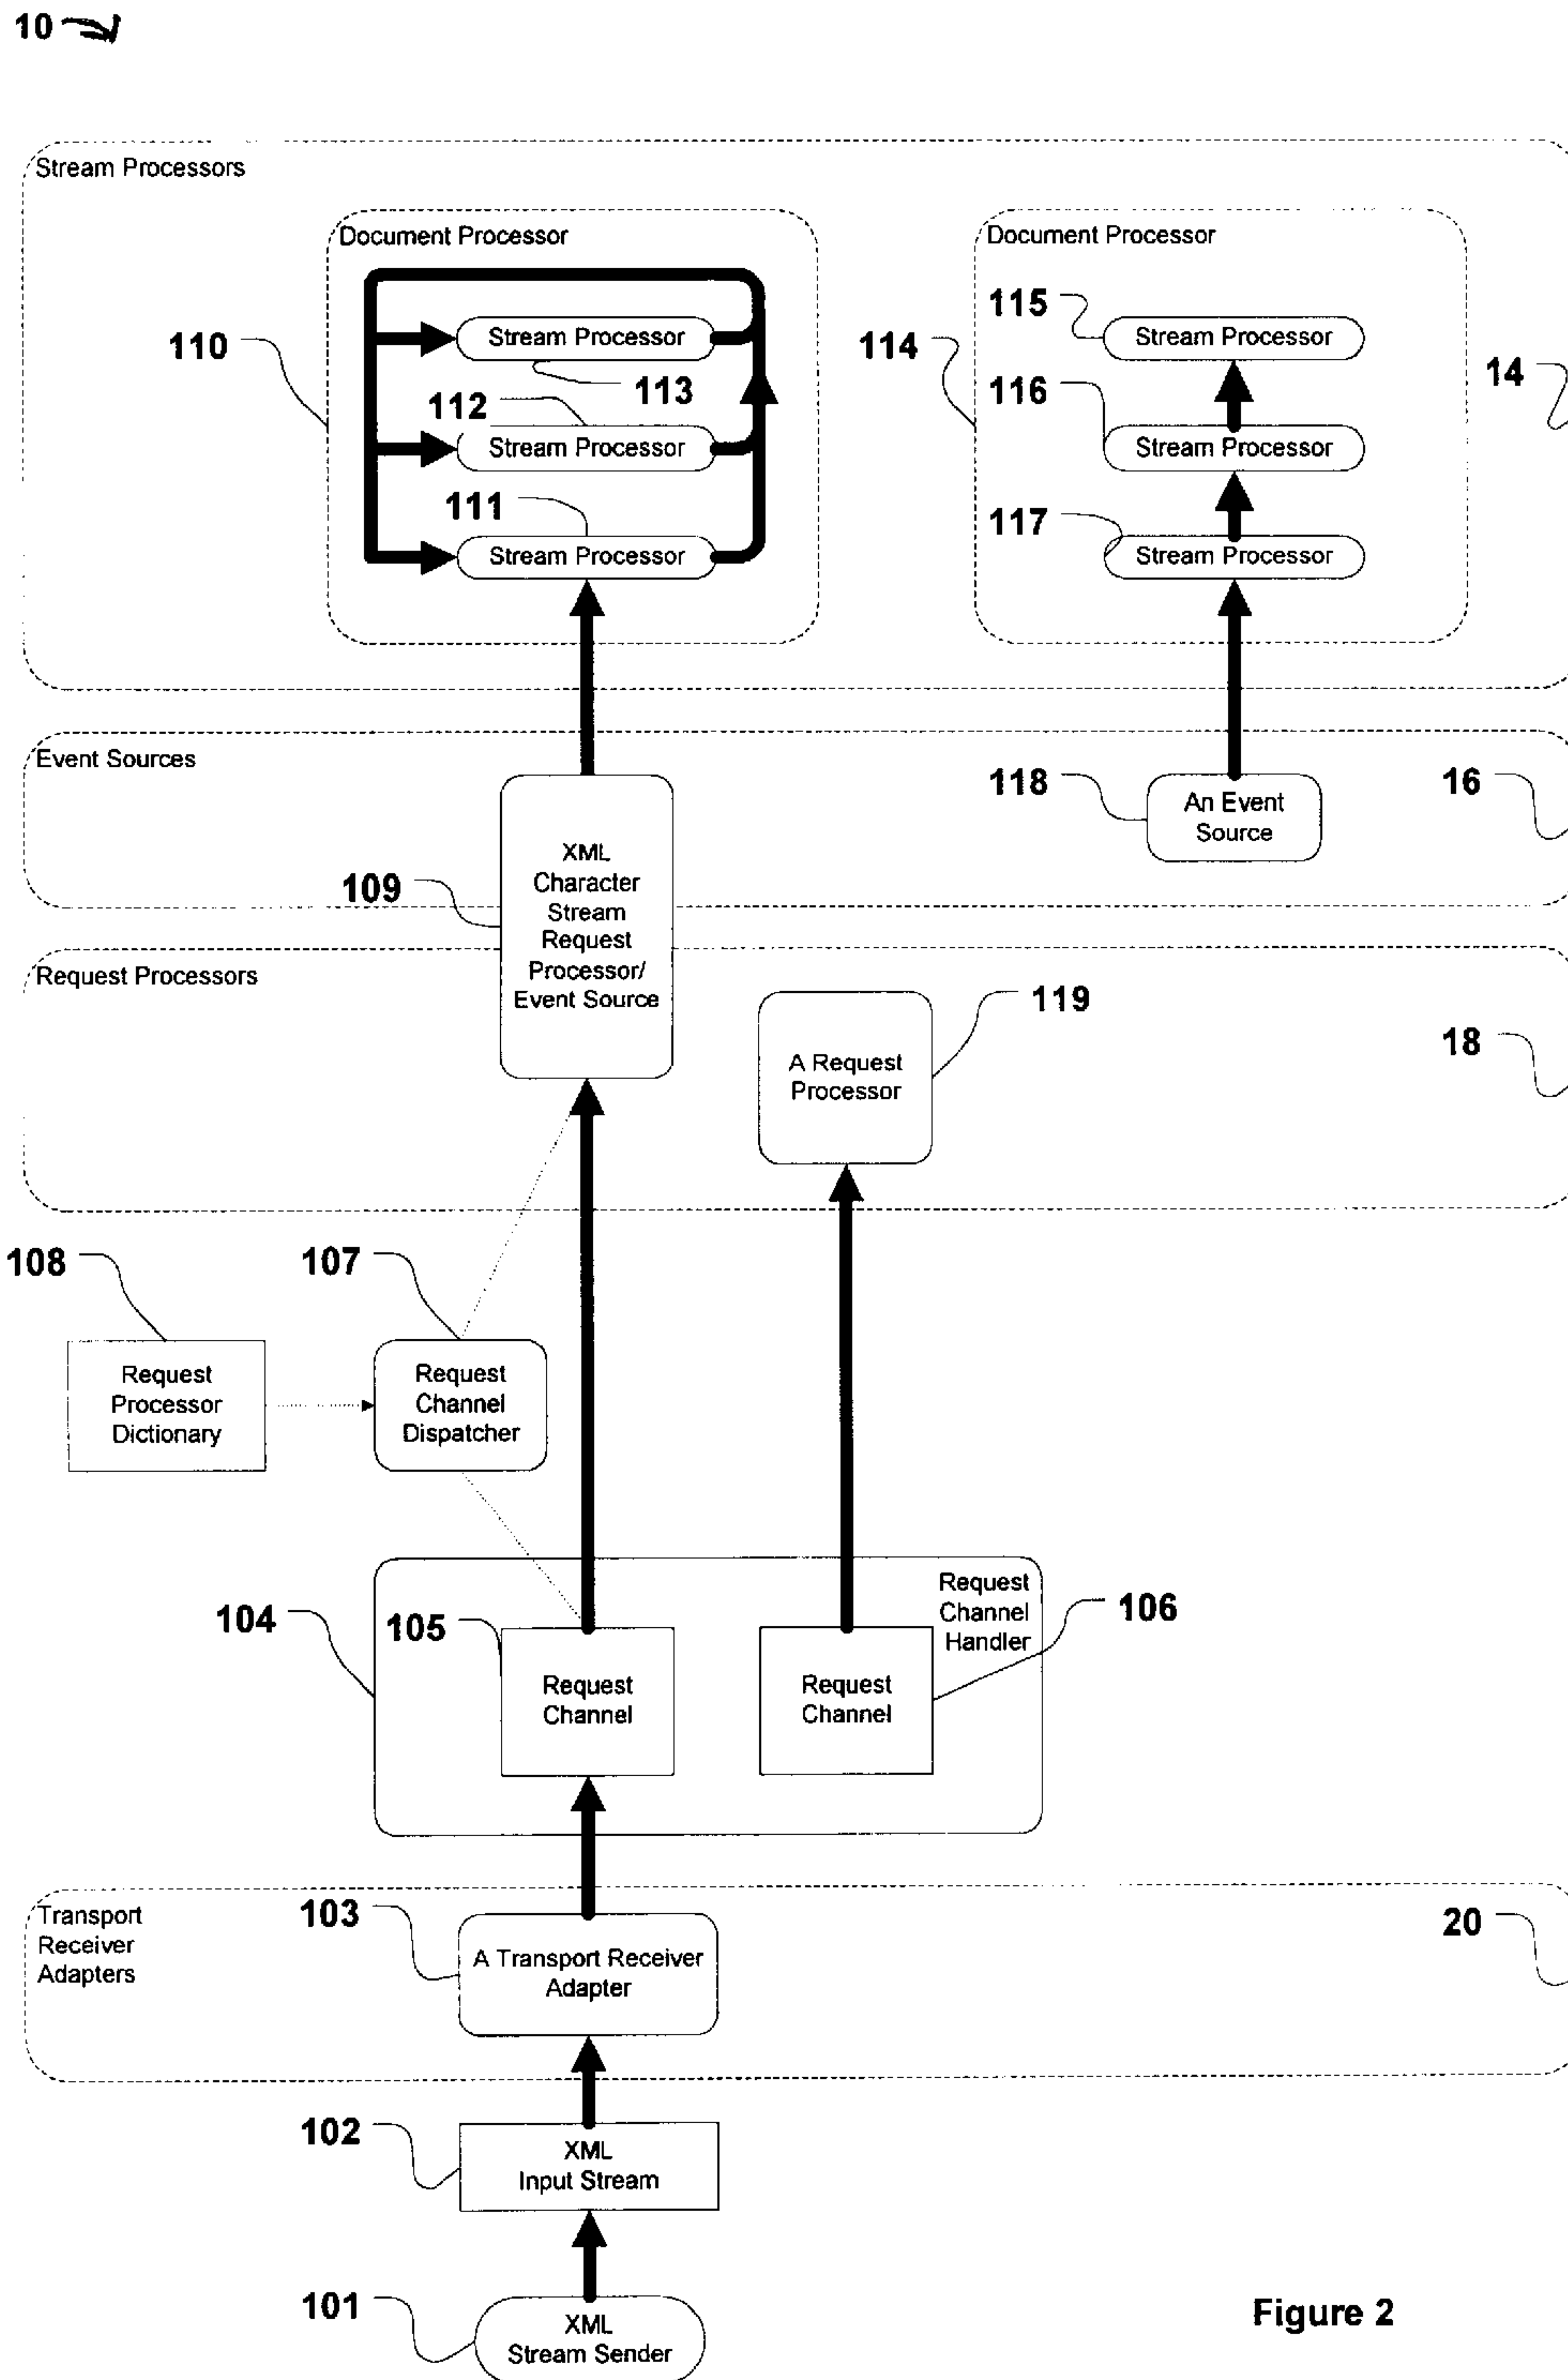 10
Stream Processors
Document Processor
Document Processor
115
Stream Processor
Stream Processor
110
114
14
113
116
112
Stream Processor
Stream Processor
111
117
Stream Processor
Stream Processor
Event Sources
118
16
An Event
Source
XML
Character
Stream
Request
Processor/
Event Source
109
Request Processors
119
18
A Request
Processor
108
107
Request
Processor
Dictionary
Request
Channel
Dispatcher
Request
Channel
Handler
104
105
106
Request
Channel
Request
Channel
Transport
Receiver
Adapters
103
20
A Transport Receiver
Adapter
102
XML
Input Stream
101
XML
Stream Sender
Figure 2